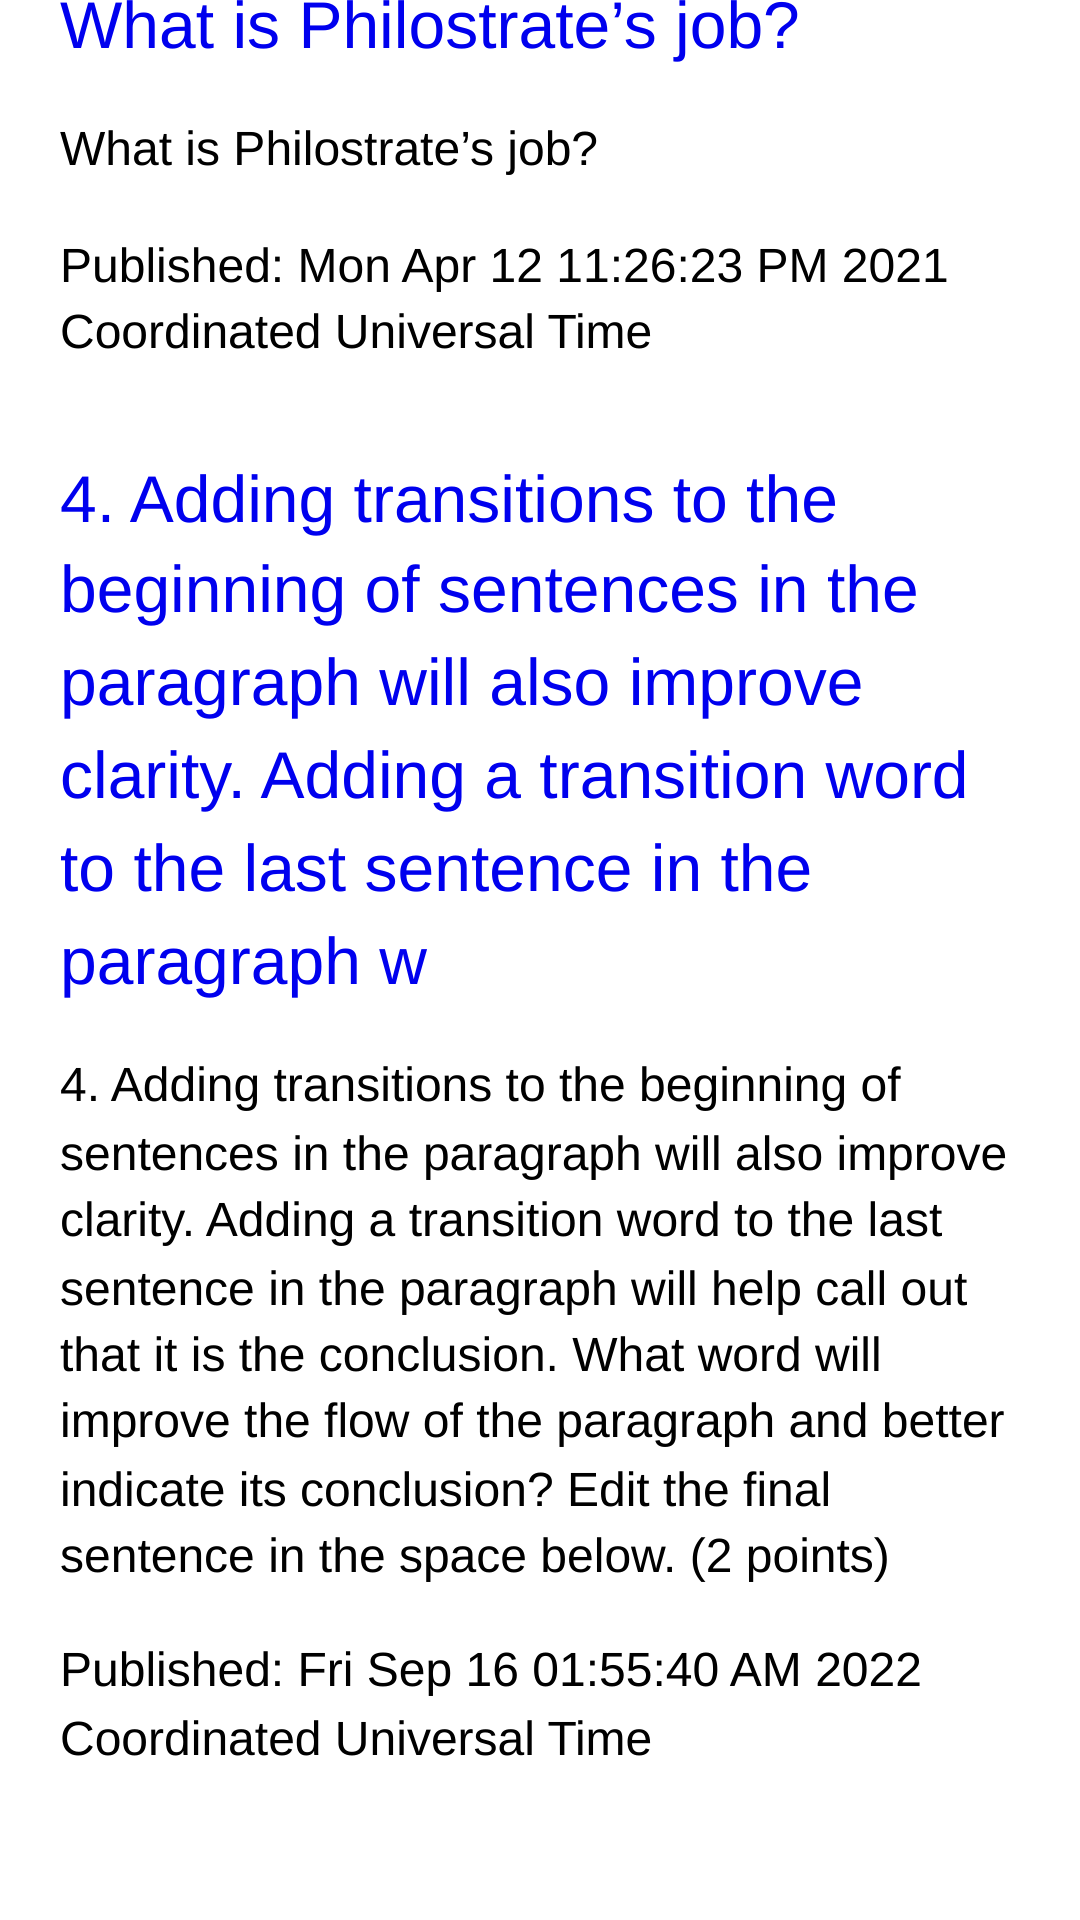 What is Philostrate’s job?
What is Philostrate’s job?
Published: Mon Apr 12 11:26:23 PM 2021
Coordinated Universal Time
4. Adding transitions to the
beginning of sentences in the
paragraph will also improve
clarity. Adding a transition word
to the last sentence in the
paragraph w
4. Adding transitions to the beginning of
sentences in the paragraph will also improve
clarity. Adding a transition word to the last
sentence in the paragraph will help call out
that it is the conclusion. What word will
improve the flow of the paragraph and better
indicate its conclusion? Edit the final
sentence in the space below. (2 points)
Published: Fri Sep 16 01:55:40 AM 2022
Coordinated Universal Time